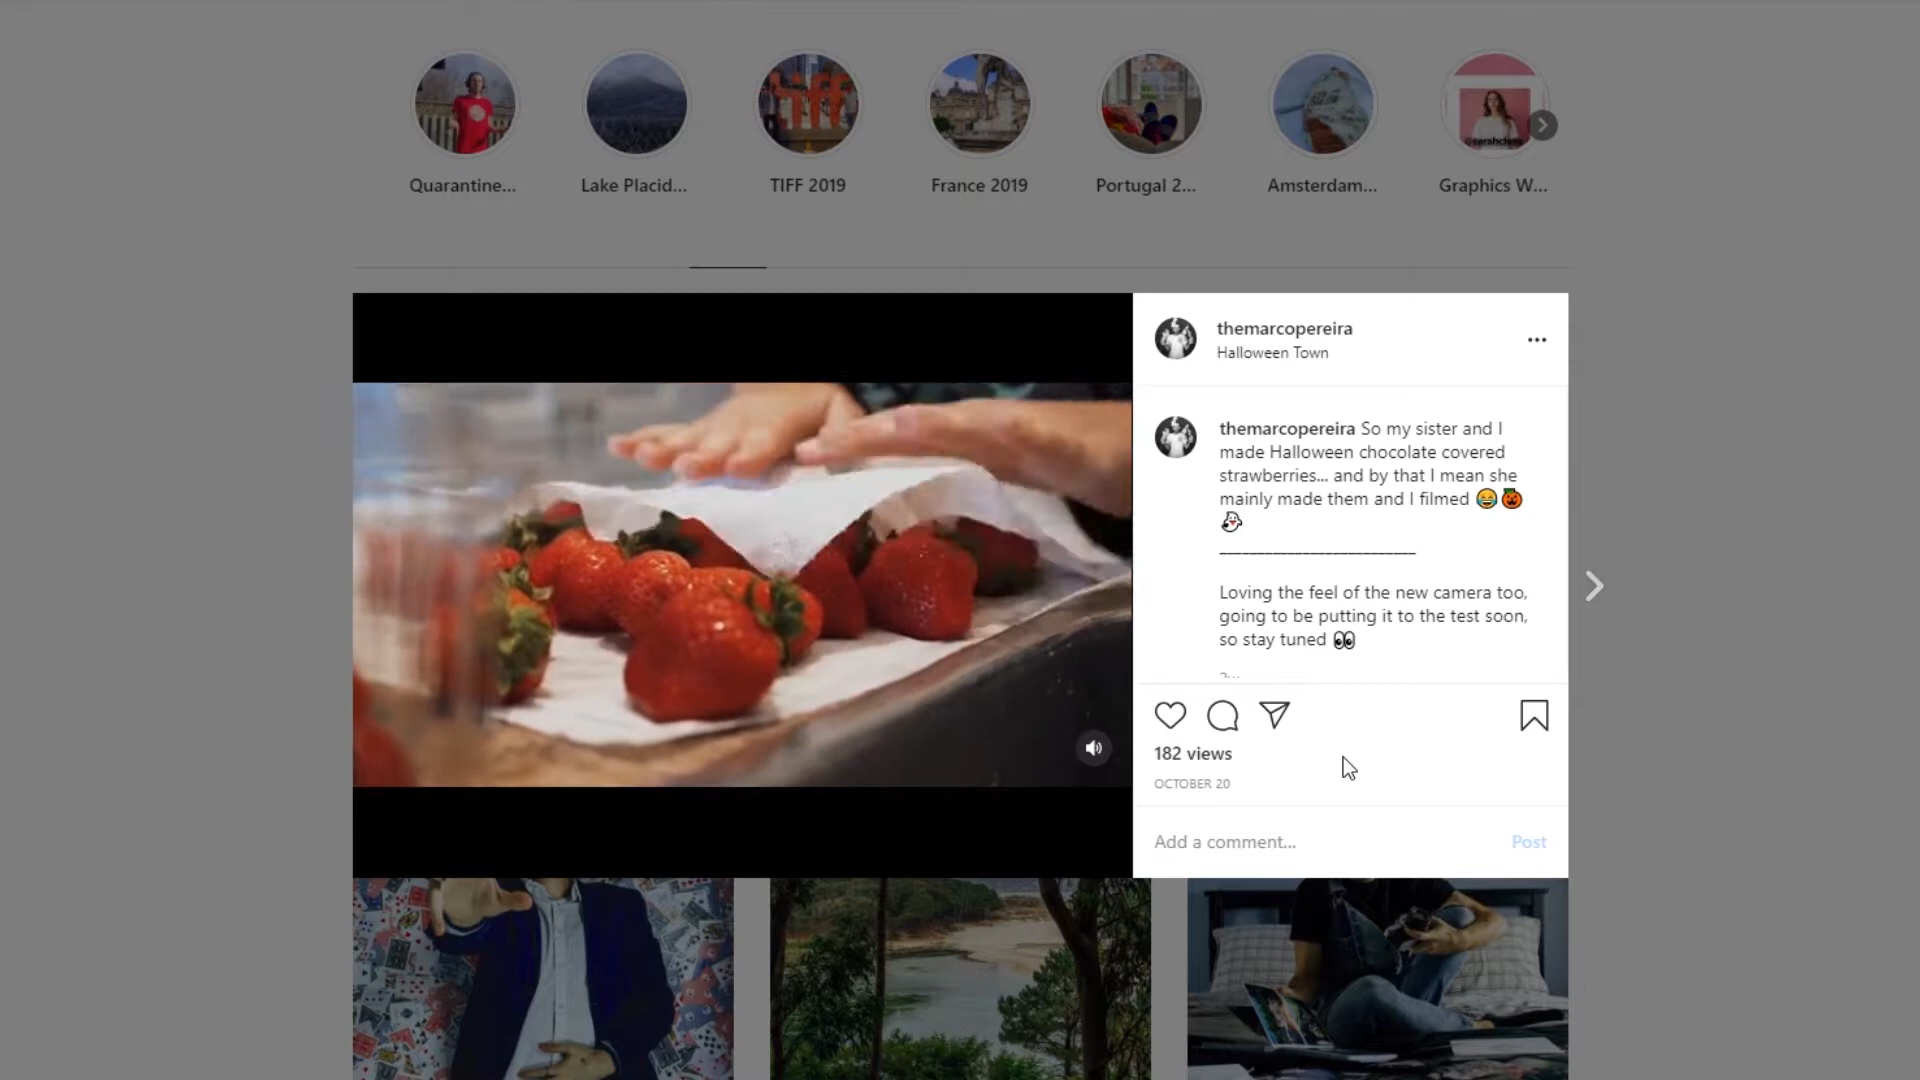 Quarantine...
Lake Placid...
TIFF 2019
France 2019
Portugal 2...
Amsterdam...
Graphics W...
themarcopereira
Halloween Town
themarcopereira So my sister and I
made Halloween chocolate covered
strawberries... and by that I mean she
mainly made them and I filmed 😂🎃
👻
__________________________
Loving the feel of the new camera too,
going to be putting it to the test soon,
so stay tuned 👀
182 views
OCTOBER 20
Add a comment...
Post